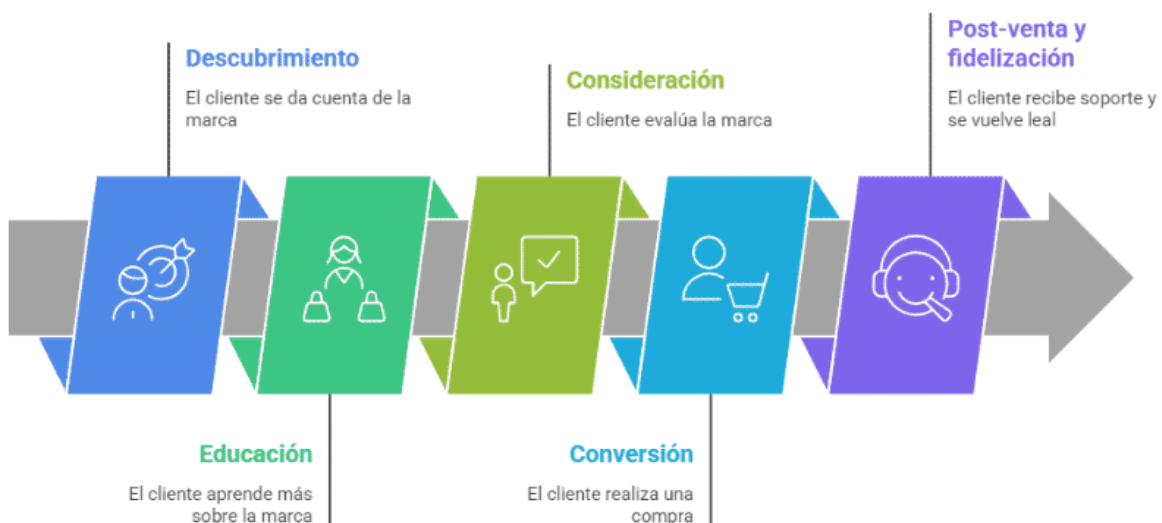 Descubrimiento
El cliente se da cuenta de la
marca
Educación
El cliente aprende más
sobre la marca
Consideración
El cliente evalúa la marca
Conversión
El cliente realiza una
compra
Post-venta y
fidelización
El cliente recibe soporte y
se vuelve leal